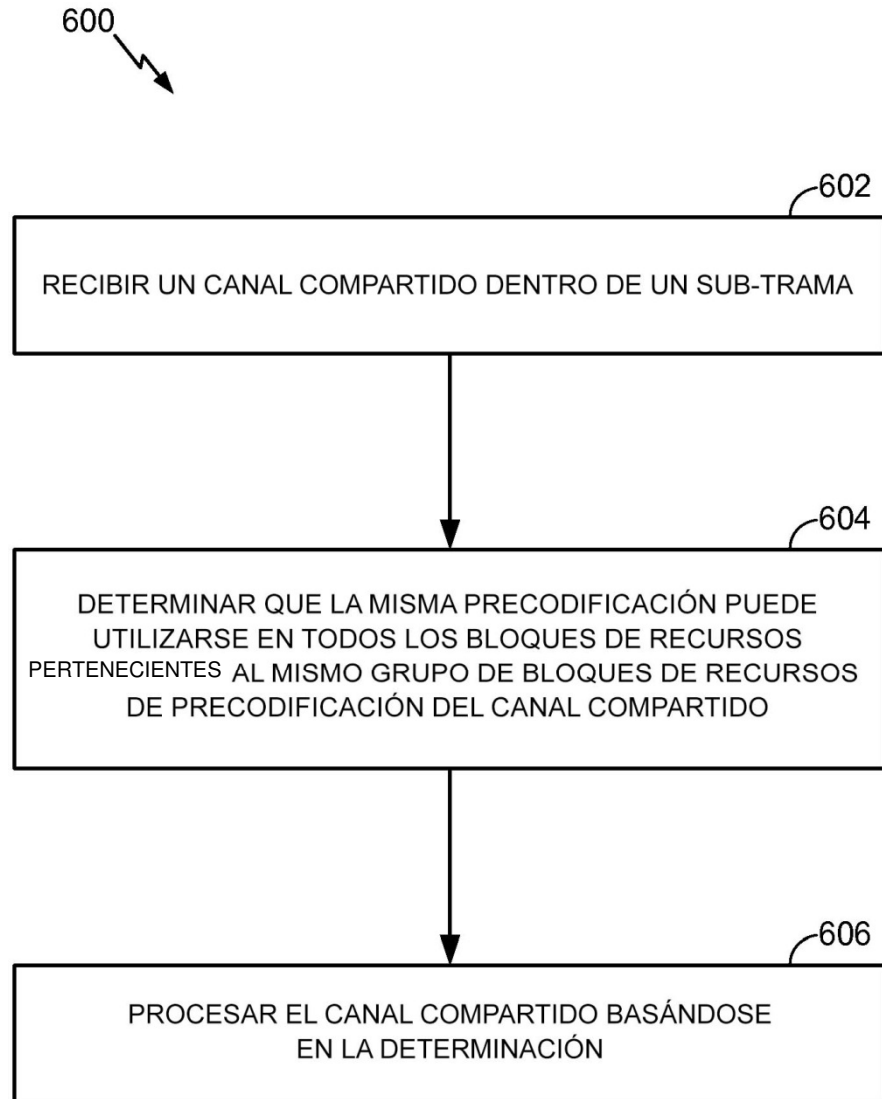 600
602
RECIBIR UN CANAL COMPARTIDO DENTRO DE UN SUB-TRAMA
604
DETERMINAR QUE LA MISMA PRECODIFICACIÓN PUEDE
UTILIZARSE EN TODOS LOS BLOQUES DE RECURSOS
PERTENECIENTES AL MISMO GRUPO DE BLOQUES DE RECURSOS
DE PRECODIFICACIÓN DEL CANAL COMPARTIDO
606
PROCESAR EL CANAL COMPARTIDO BASÁNDOSE
EN LA DETERMINACIÓN